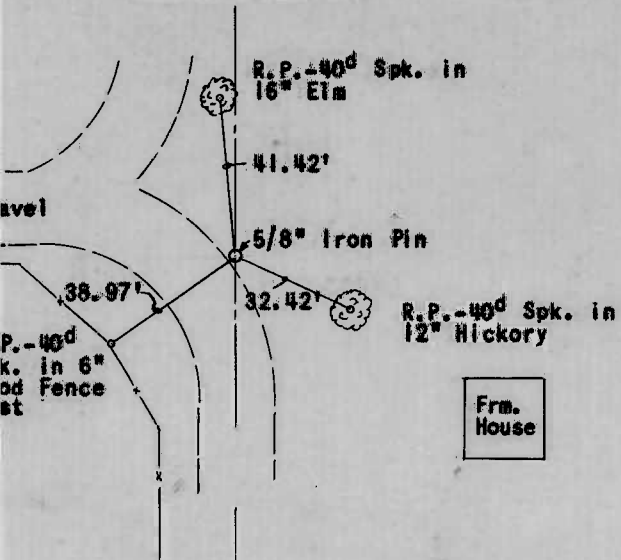 R.P.-40d Spk. in
16" Elm
41.42'
avel
5/8" Iron Pin
38.97'
32.42'
R.P.-40d Spk. in
12" Hickory
P.-40d
k. in 6"
od Fence
st
Frm.
House